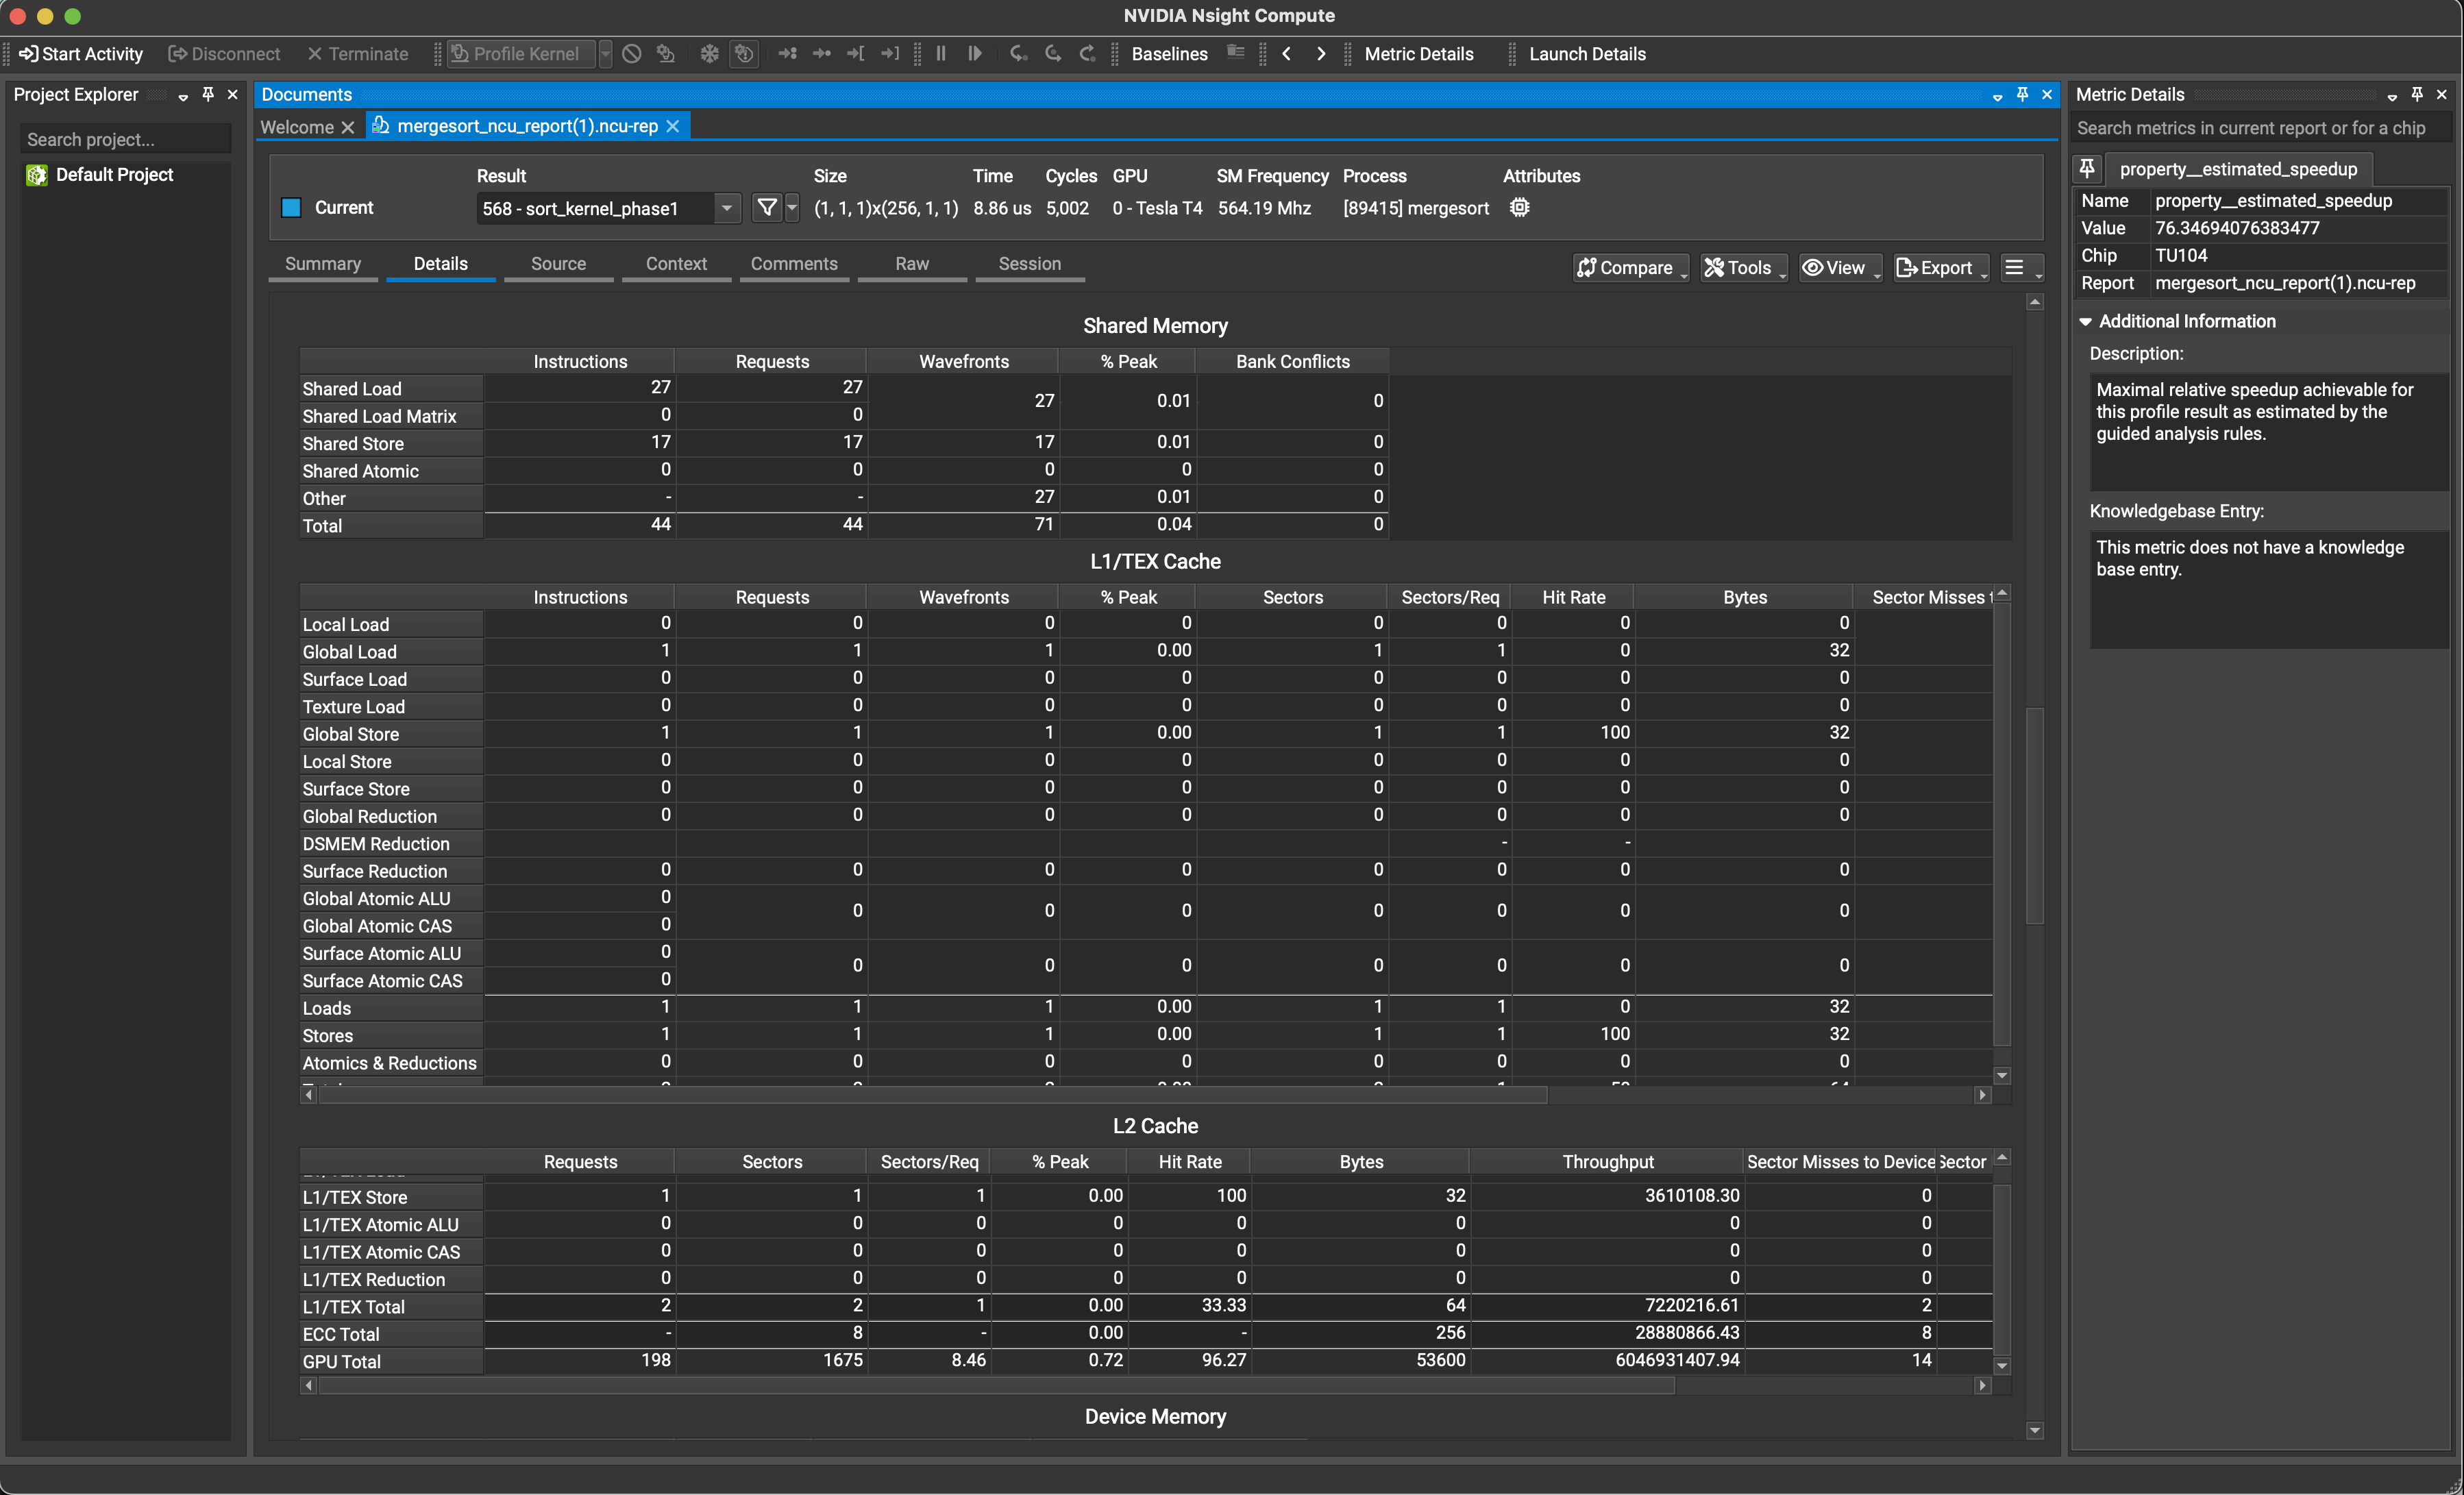 NVIDIA Nsight Compute
Start Activity Disconnect Terminate Profile Kernel Baselines Metric Details Launch Details
Project Explorer
Search project...
Default Project
Documents
Welcome mergesort_ncu_report(1).ncu-rep
Result Size Time Cycles GPU SM Frequency Process Attributes
Current 568 - sort_kernel_phase1 (1, 1, 1)x(256, 1, 1) 8.86 us 5,002 0 - Tesla T4 564.19 Mhz [89415] mergesort
Summary Details Source Context Comments Raw Session Compare Tools View Export
Shared Memory
Instructions Requests Wavefronts % Peak Bank Conflicts
Shared Load 27 27 27 0.01 0
Shared Load Matrix 0 0
Shared Store 17 17 17 0.01 0
Shared Atomic 0 0 0 0 0
Other - - 27 0.01 0
Total 44 44 71 0.04 0
L1/TEX Cache
Instructions Requests Wavefronts % Peak Sectors Sectors/Req Hit Rate Bytes Sector Misses
Local Load 0 0 0 0 0 0 0 0
Global Load 1 1 1 0.00 1 1 0 32
Surface Load 0 0 0 0 0 0 0 0
Texture Load 0 0 0 0 0 0 0 0
Global Store 1 1 1 0.00 1 1 100 32
Local Store 0 0 0 0 0 0 0 0
Surface Store 0 0 0 0 0 0 0 0
Global Reduction 0 0 0 0 0 0 0 0
DSMEM Reduction - -
Surface Reduction 0 0 0 0 0 0 0 0
Global Atomic ALU 0 0 0 0 0 0 0 0
Global Atomic CAS 0
Surface Atomic ALU 0 0 0 0 0 0 0 0
Surface Atomic CAS 0
Loads 1 1 1 0.00 1 1 0 32
Stores 1 1 1 0.00 1 1 100 32
Atomics & Reductions 0 0 0 0 0 0 0 0
L2 Cache
Requests Sectors Sectors/Req % Peak Hit Rate Bytes Throughput Sector Misses to Device Sector
L1/TEX Store 1 1 1 0.00 100 32 3610108.30 0
L1/TEX Atomic ALU 0 0 0 0 0 0 0 0
L1/TEX Atomic CAS 0 0 0 0 0 0 0 0
L1/TEX Reduction 0 0 0 0 0 0 0 0
L1/TEX Total 2 2 1 0.00 33.33 64 7220216.61 2
ECC Total - 8 - 0.00 - 256 28880866.43 8
GPU Total 198 1675 8.46 0.72 96.27 53600 6046931407.94 14
Device Memory
Metric Details
Search metrics in current report or for a chip
property__estimated_speedup
Name property__estimated_speedup
Value 76.34694076383477
Chip TU104
Report mergesort_ncu_report(1).ncu-rep
Additional Information
Description:
Maximal relative speedup achievable for
this profile result as estimated by the
guided analysis rules.
Knowledgebase Entry:
This metric does not have a knowledge
base entry.